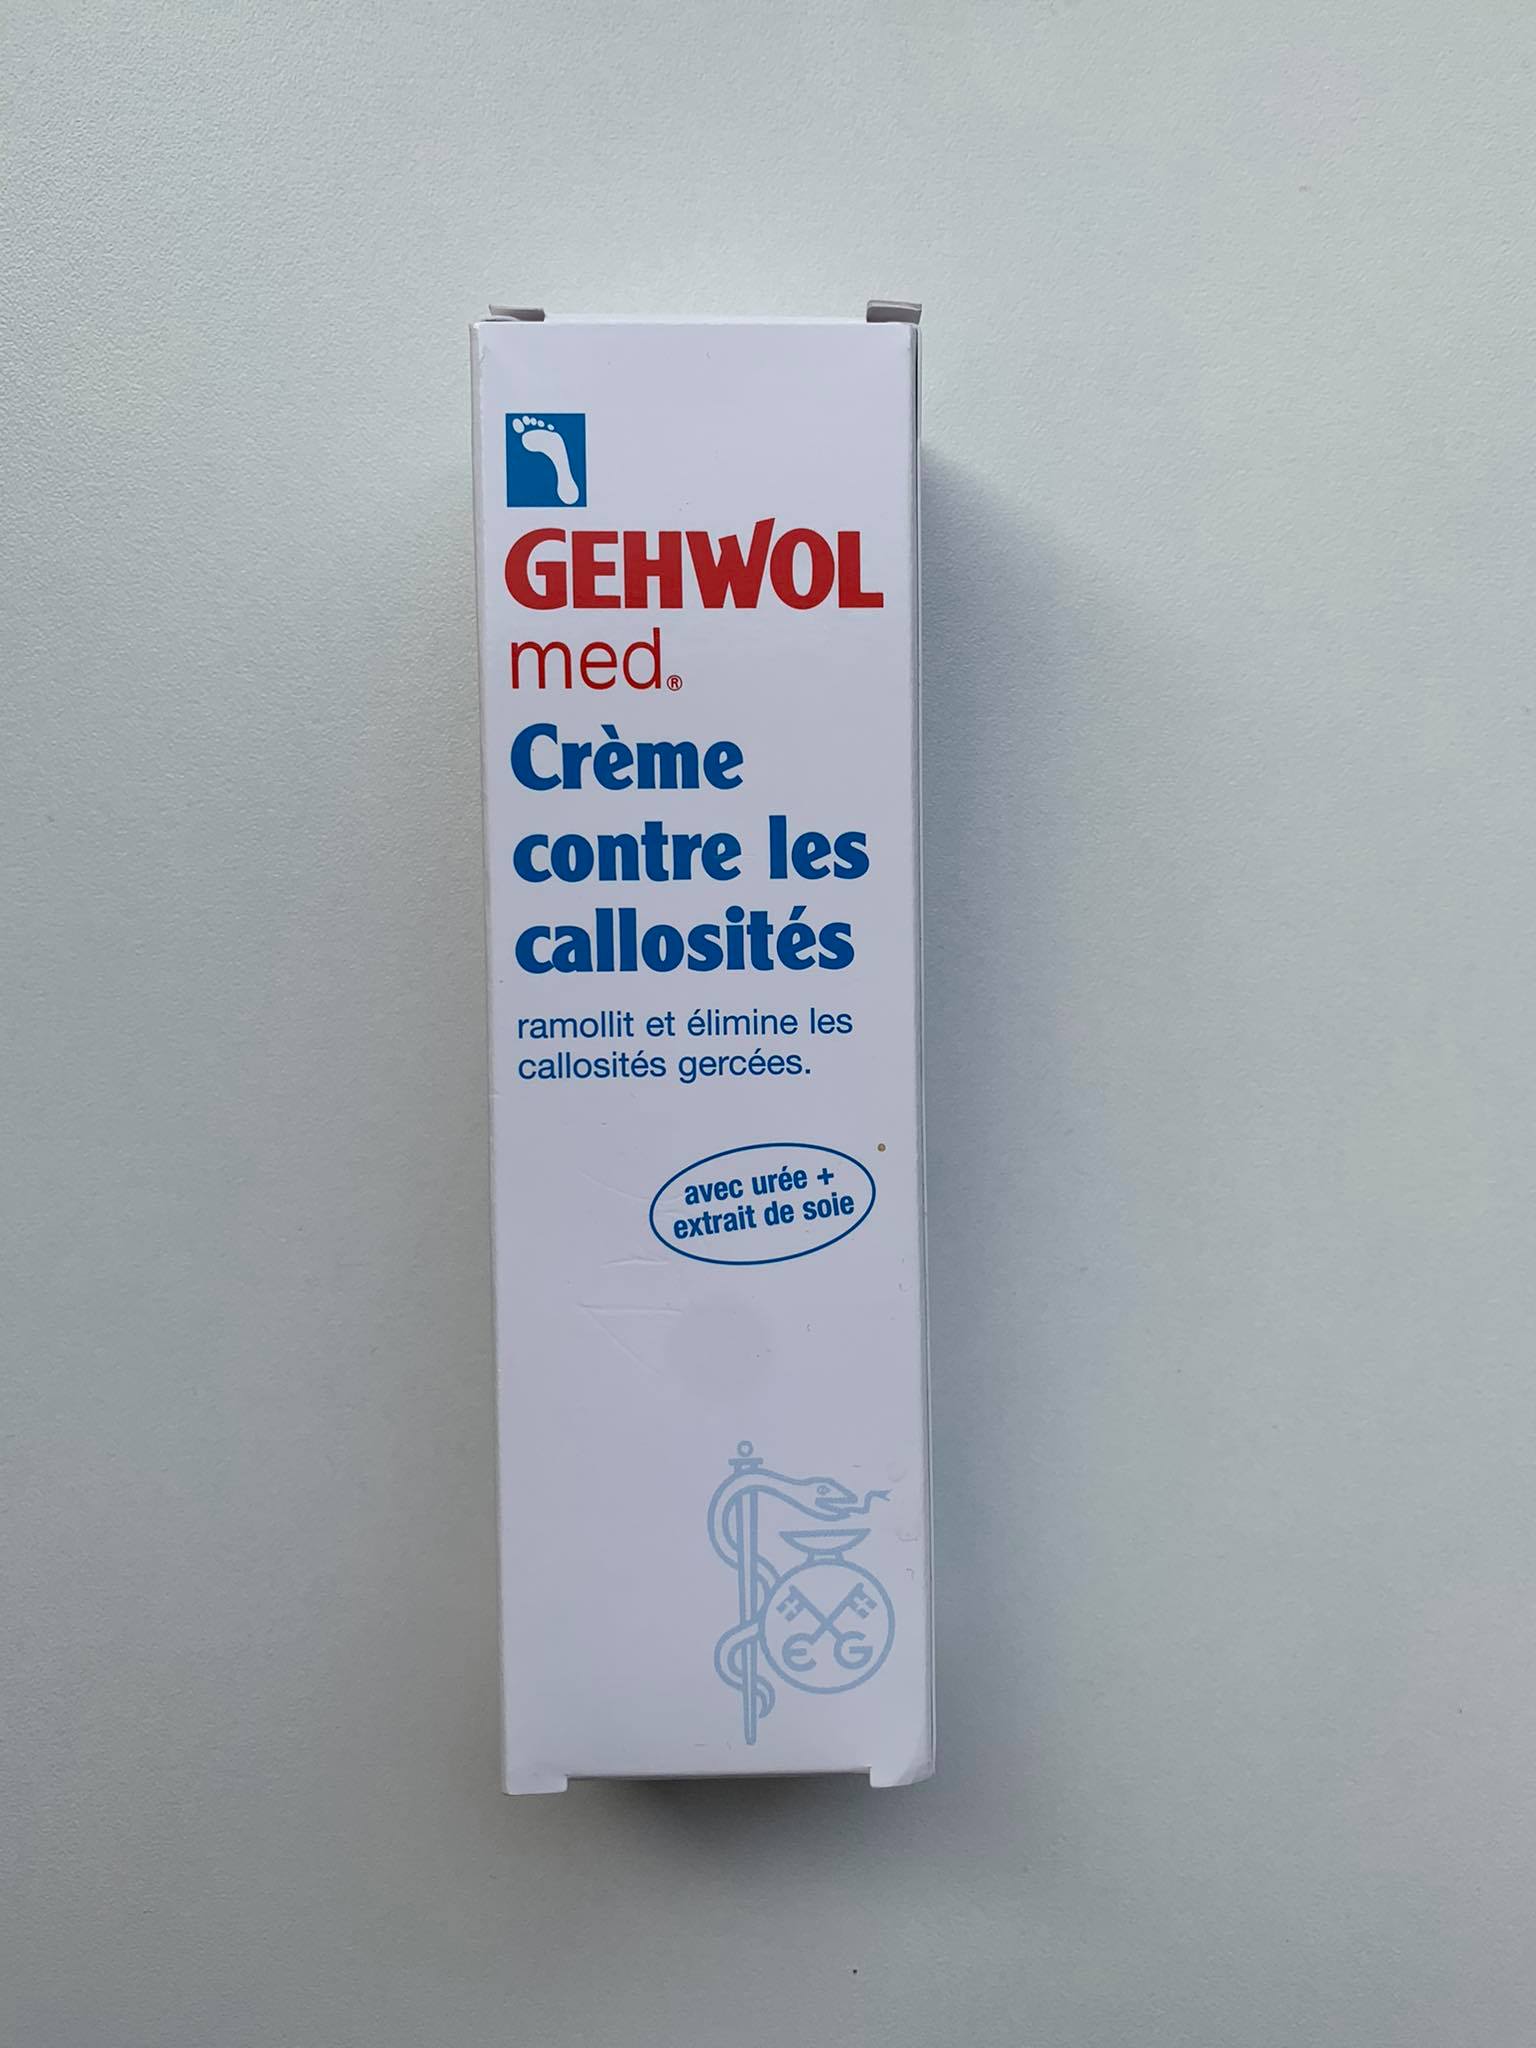 GEHWOL
med®
Crème
contre les
callosités
ramollit et élimine les
callosités gercées.
avec urée +
extrait de soie
E G